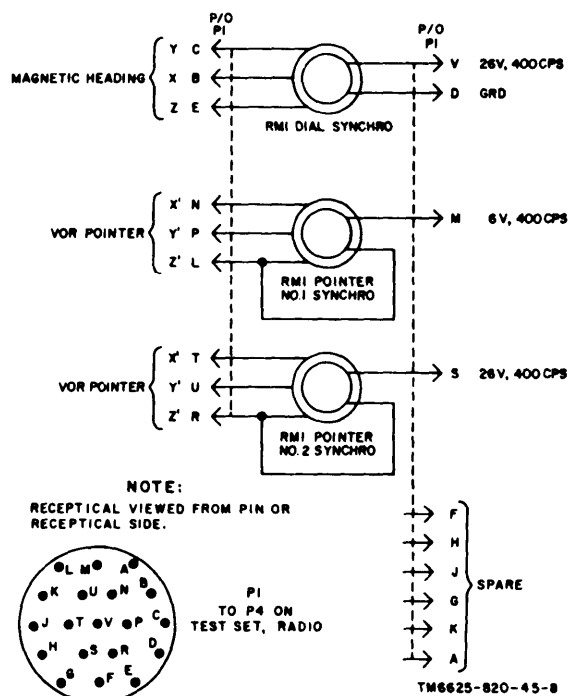 P/O
P1
P/O
P1
MAGNETIC HEADING
Y C
X B
Z E
V 26V, 400CPS
D GRD
RMI DIAL SYNCHRO
VOR POINTER
X' N
Y' P
Z' L
M 6V, 400CPS
RMI POINTER
NO.1 SYNCHRO
VOR POINTER
X' T
Y' U
Z' R
S 26V, 400CPS
RMI POINTER
NO.2 SYNCHRO
NOTE:
RECEPTICAL VIEWED FROM PIN OR
RECEPTICAL SIDE.
F
H
J
G
K
A
SPARE
L M A
K U N B
J T V P C
H S R D
G F E
P1
TO P4 ON
TEST SET, RADIO
TM6625-820-45-8